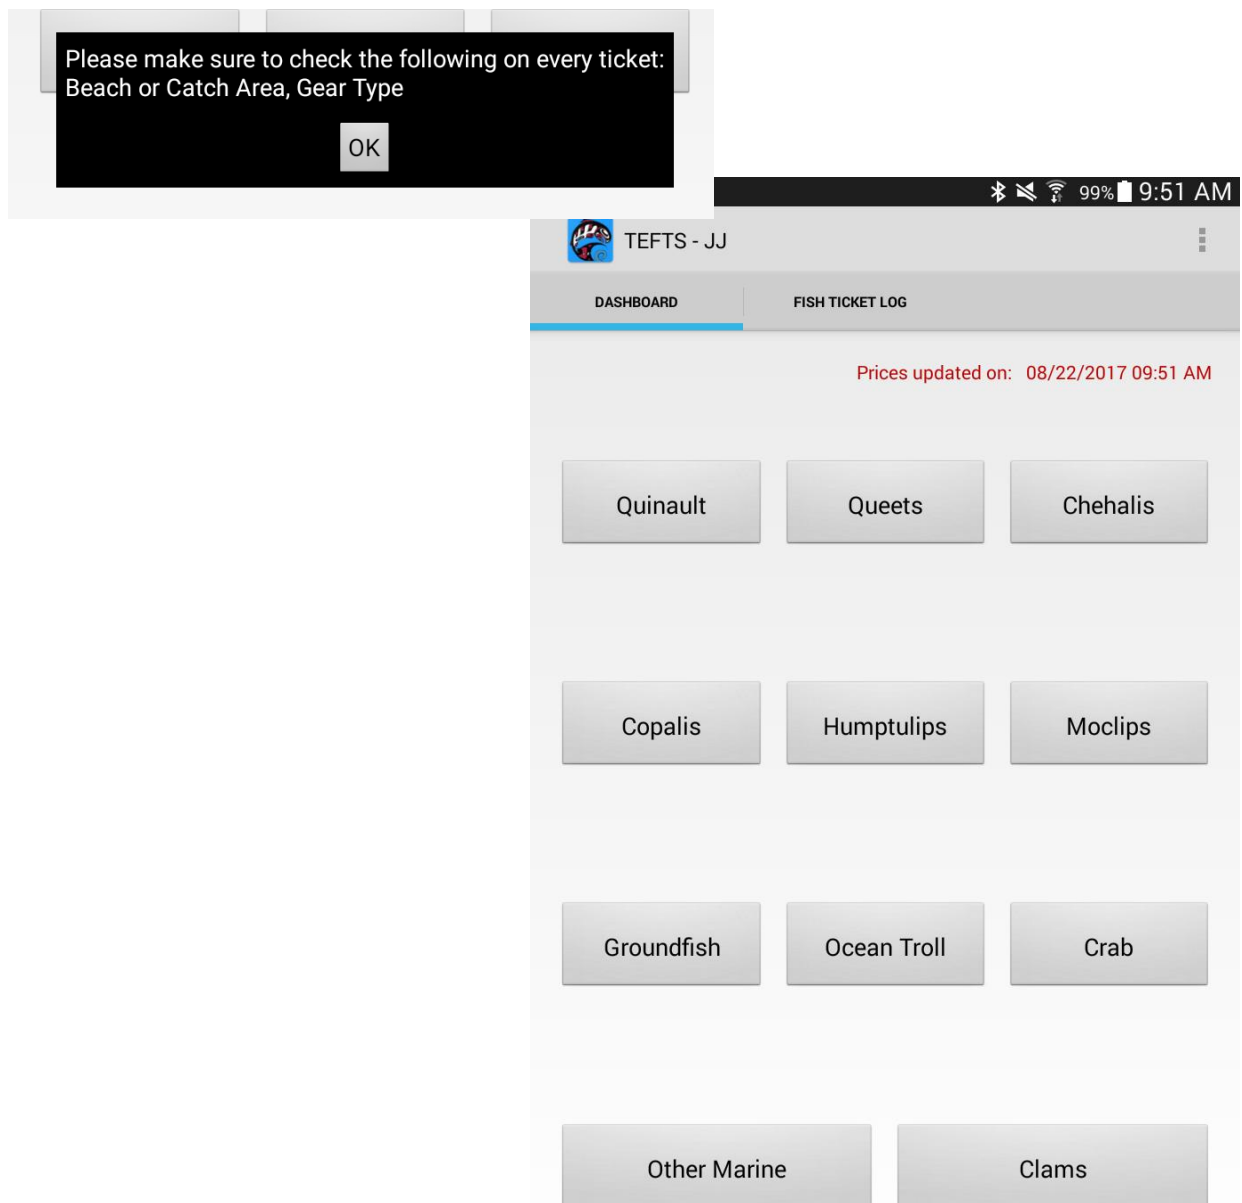 Please make sure to check the following on every ticket:
Beach or Catch Area, Gear Type
OK
99% 9:51 AM
TEFTS - JJ
DASHBOARD FISH TICKET LOG
Prices updated on: 08/22/2017 09:51 AM
Quinault Queets Chehalis
Copalis Humptulips Moclips
Groundfish Ocean Troll Crab
Other Marine Clams